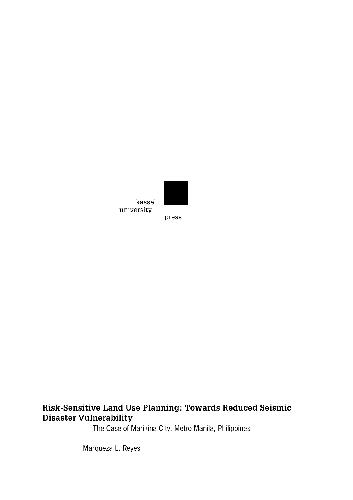 kassel
university
press
Risk-Sensitive Land Use Planning: Towards Reduced Seismic
Disaster Vulnerability
The Case of Marikina City, Metro Manila, Philippines
Marqueza L. Reyes